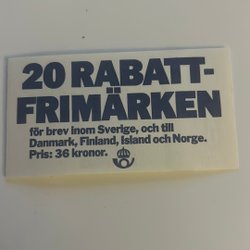 20 RABATT-
FRIMÄRKEN
för brev inom Sverige, och till
Danmark, Finland, Island och Norge.
Pris: 36 kronor.